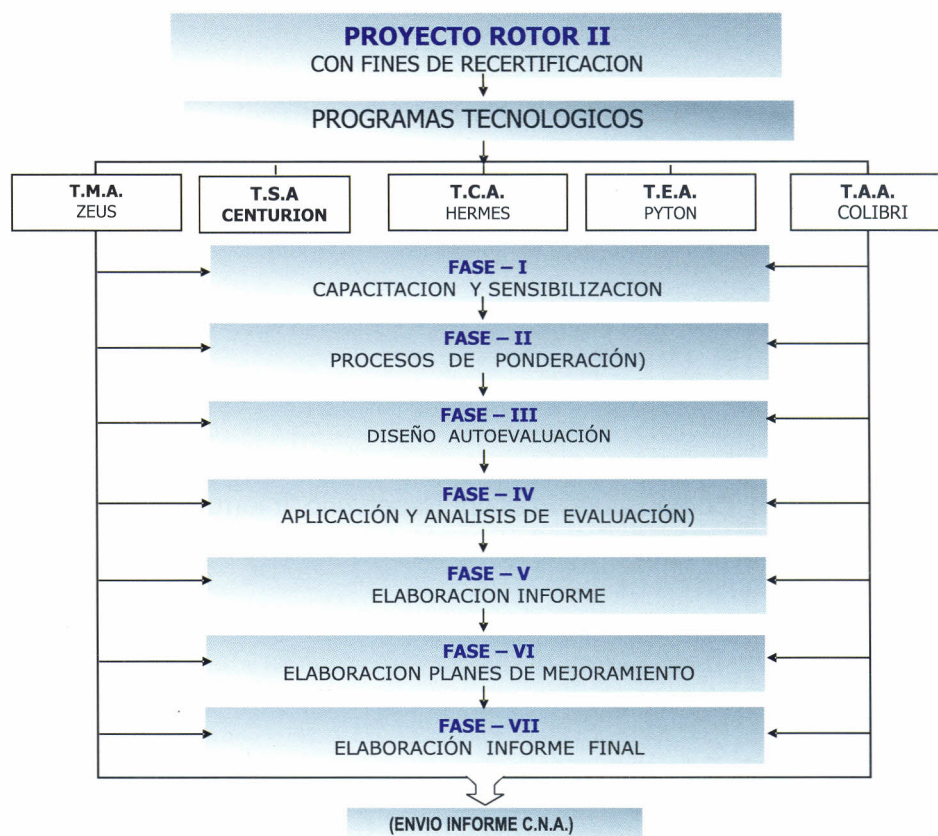 PROYECTO ROTOR II
CON FINES DE RECERTIFICACION
PROGRAMAS TECNOLOGICOS
T.M.A.
ZEUS
T.S.A
CENTURION
T.C.A.
HERMES
T.E.A.
PYTON
T.A.A.
COLIBRI
FASE – I
CAPACITACION Y SENSIBILIZACION
FASE – II
PROCESOS DE PONDERACIÓN)
FASE – III
DISEÑO AUTOEVALUACIÓN
FASE – IV
APLICACIÓN Y ANALISIS DE EVALUACIÓN)
FASE – V
ELABORACION INFORME
FASE – VI
ELABORACION PLANES DE MEJORAMIENTO
FASE – VII
ELABORACIÓN INFORME FINAL
(ENVIO INFORME C.N.A.)